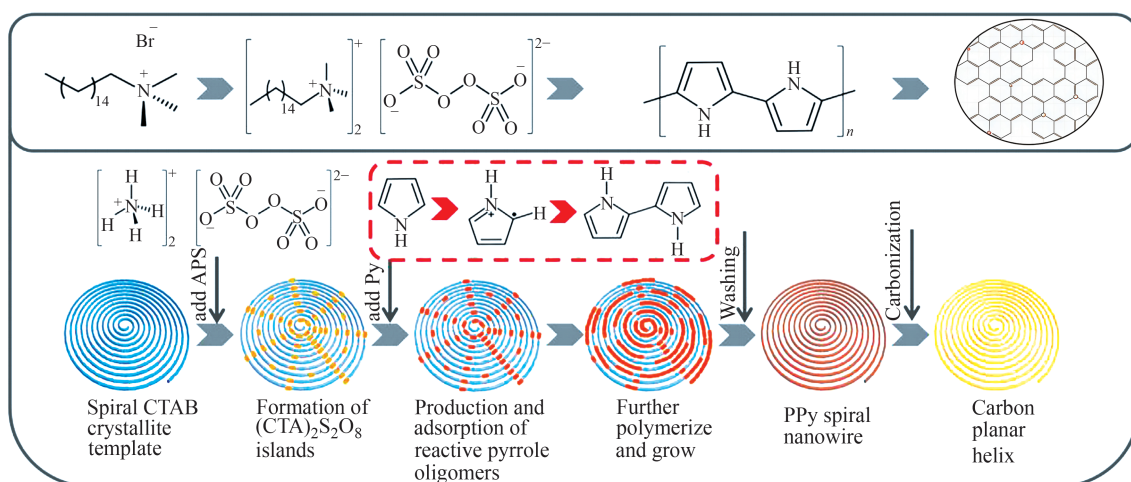 Br−
14
N+
[
14
N+
]2+
[
O O
S
−O O
O S O−
O O
]2−
[
N
H
H
N
]n
[
H
N+
H H
H
]2+
[
O O
S
O− O
O S O−
O O
]2−
N
H
H
N+
H
H
N
N
H
add APS
add Py
Washing
Carbonization
Spiral CTAB
crystallite
template
Formation of
(CTA)2S2O8
islands
Production and
adsorption of
reactive pyrrole
oligomers
Further
polymerize
and grow
PPy spiral
nanowire
Carbon
planar
helix